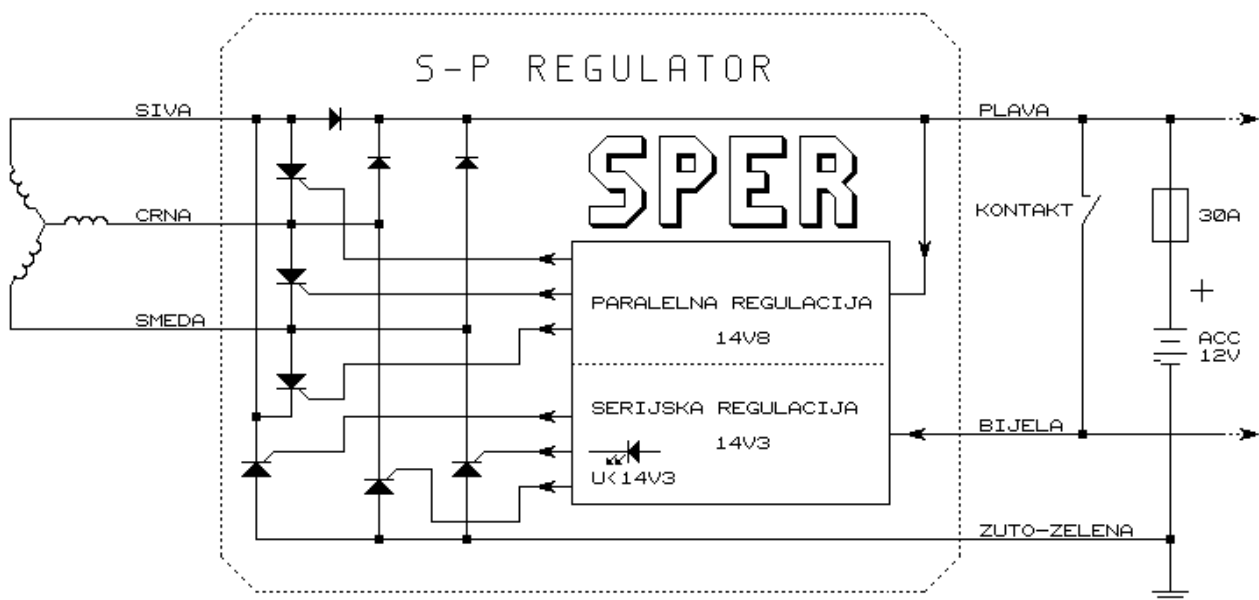 S-P REGULATOR
SIVA
PLAVA
SPER
CRNA
KONTAKT
30A
PARALELNA REGULACIJA
14V8
+
SMEDA
ACC
12V
SERIJSKA REGULACIJA
14V3
BIJELA
U<14V3
ZUTO-ZELENA